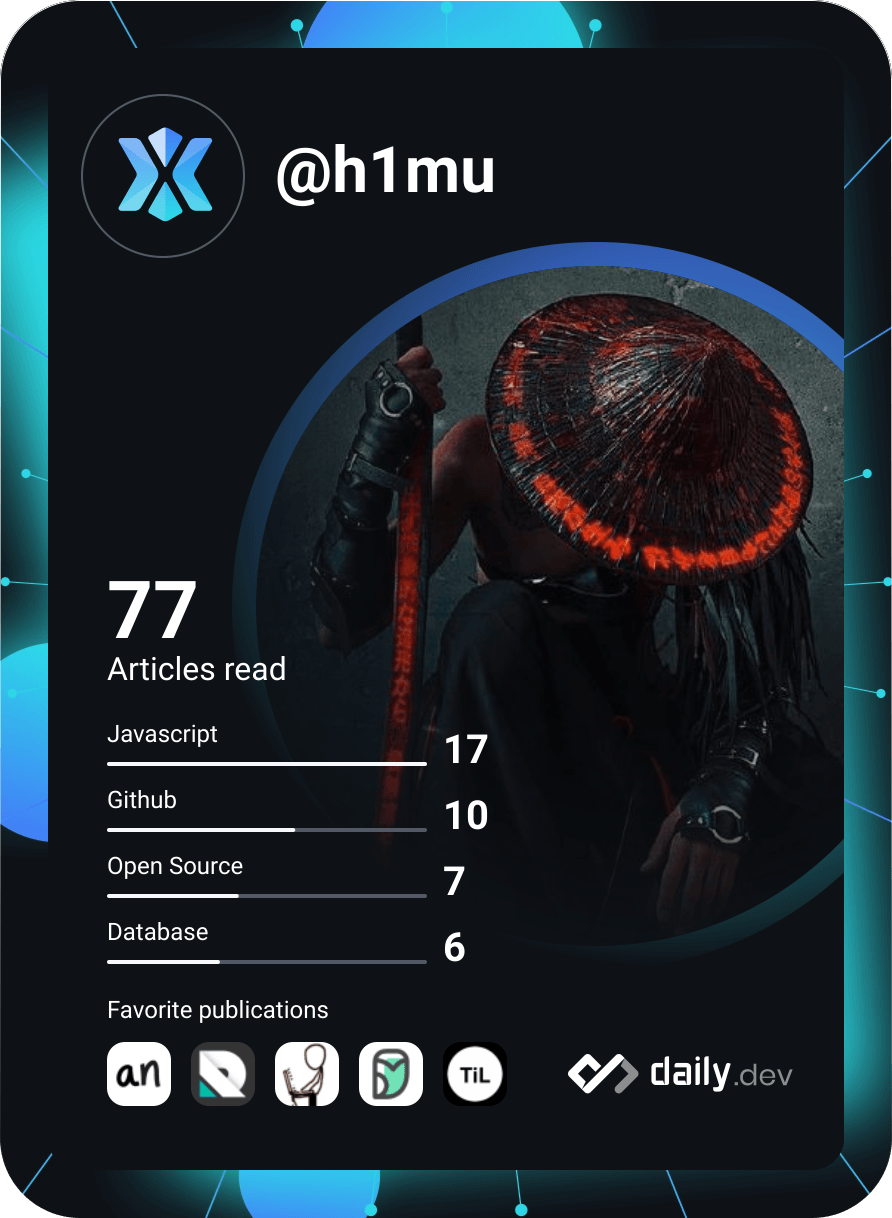 @h1mu
77
Articles read
Javascript
17
Github
10
Open Source
7
Database
6
Favorite publications
an
TiL
daily.dev